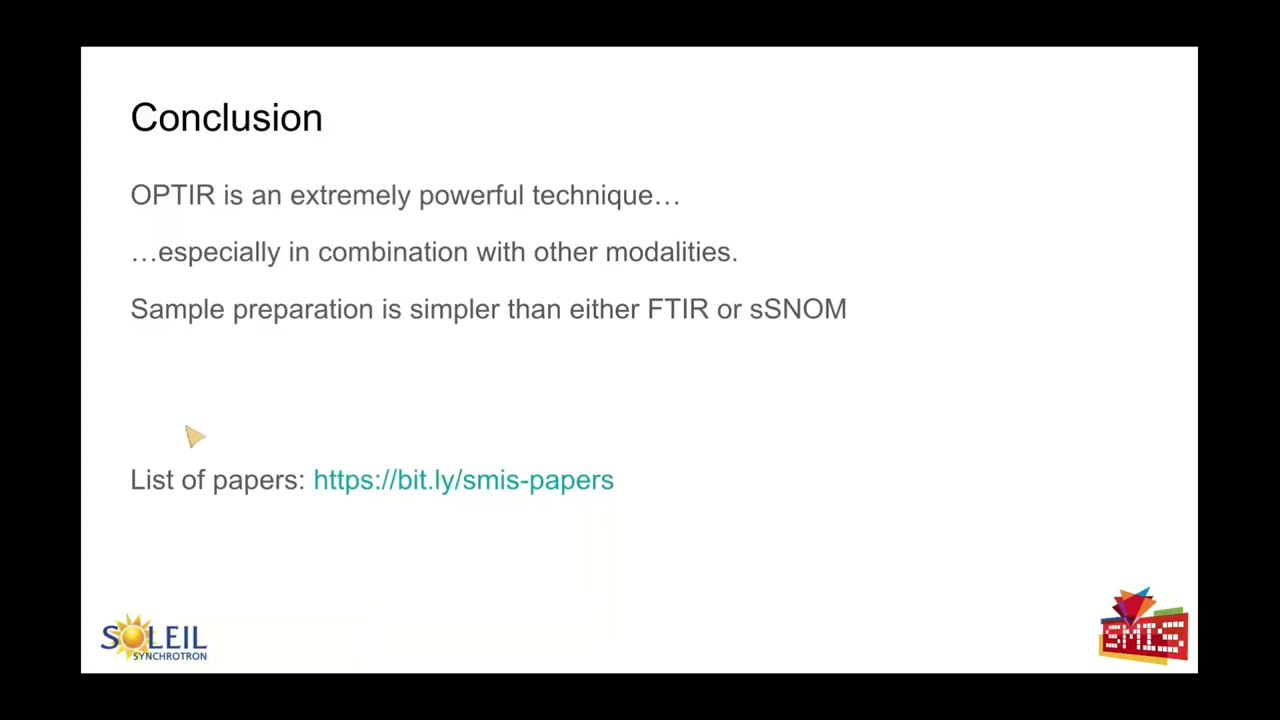 Conclusion
OPTIR is an extremely powerful technique…
…especially in combination with other modalities.
Sample preparation is simpler than either FTIR or sSNOM
List of papers: https://bit.ly/smis-papers
SOLEIL
SYNCHROTRON
SMIS